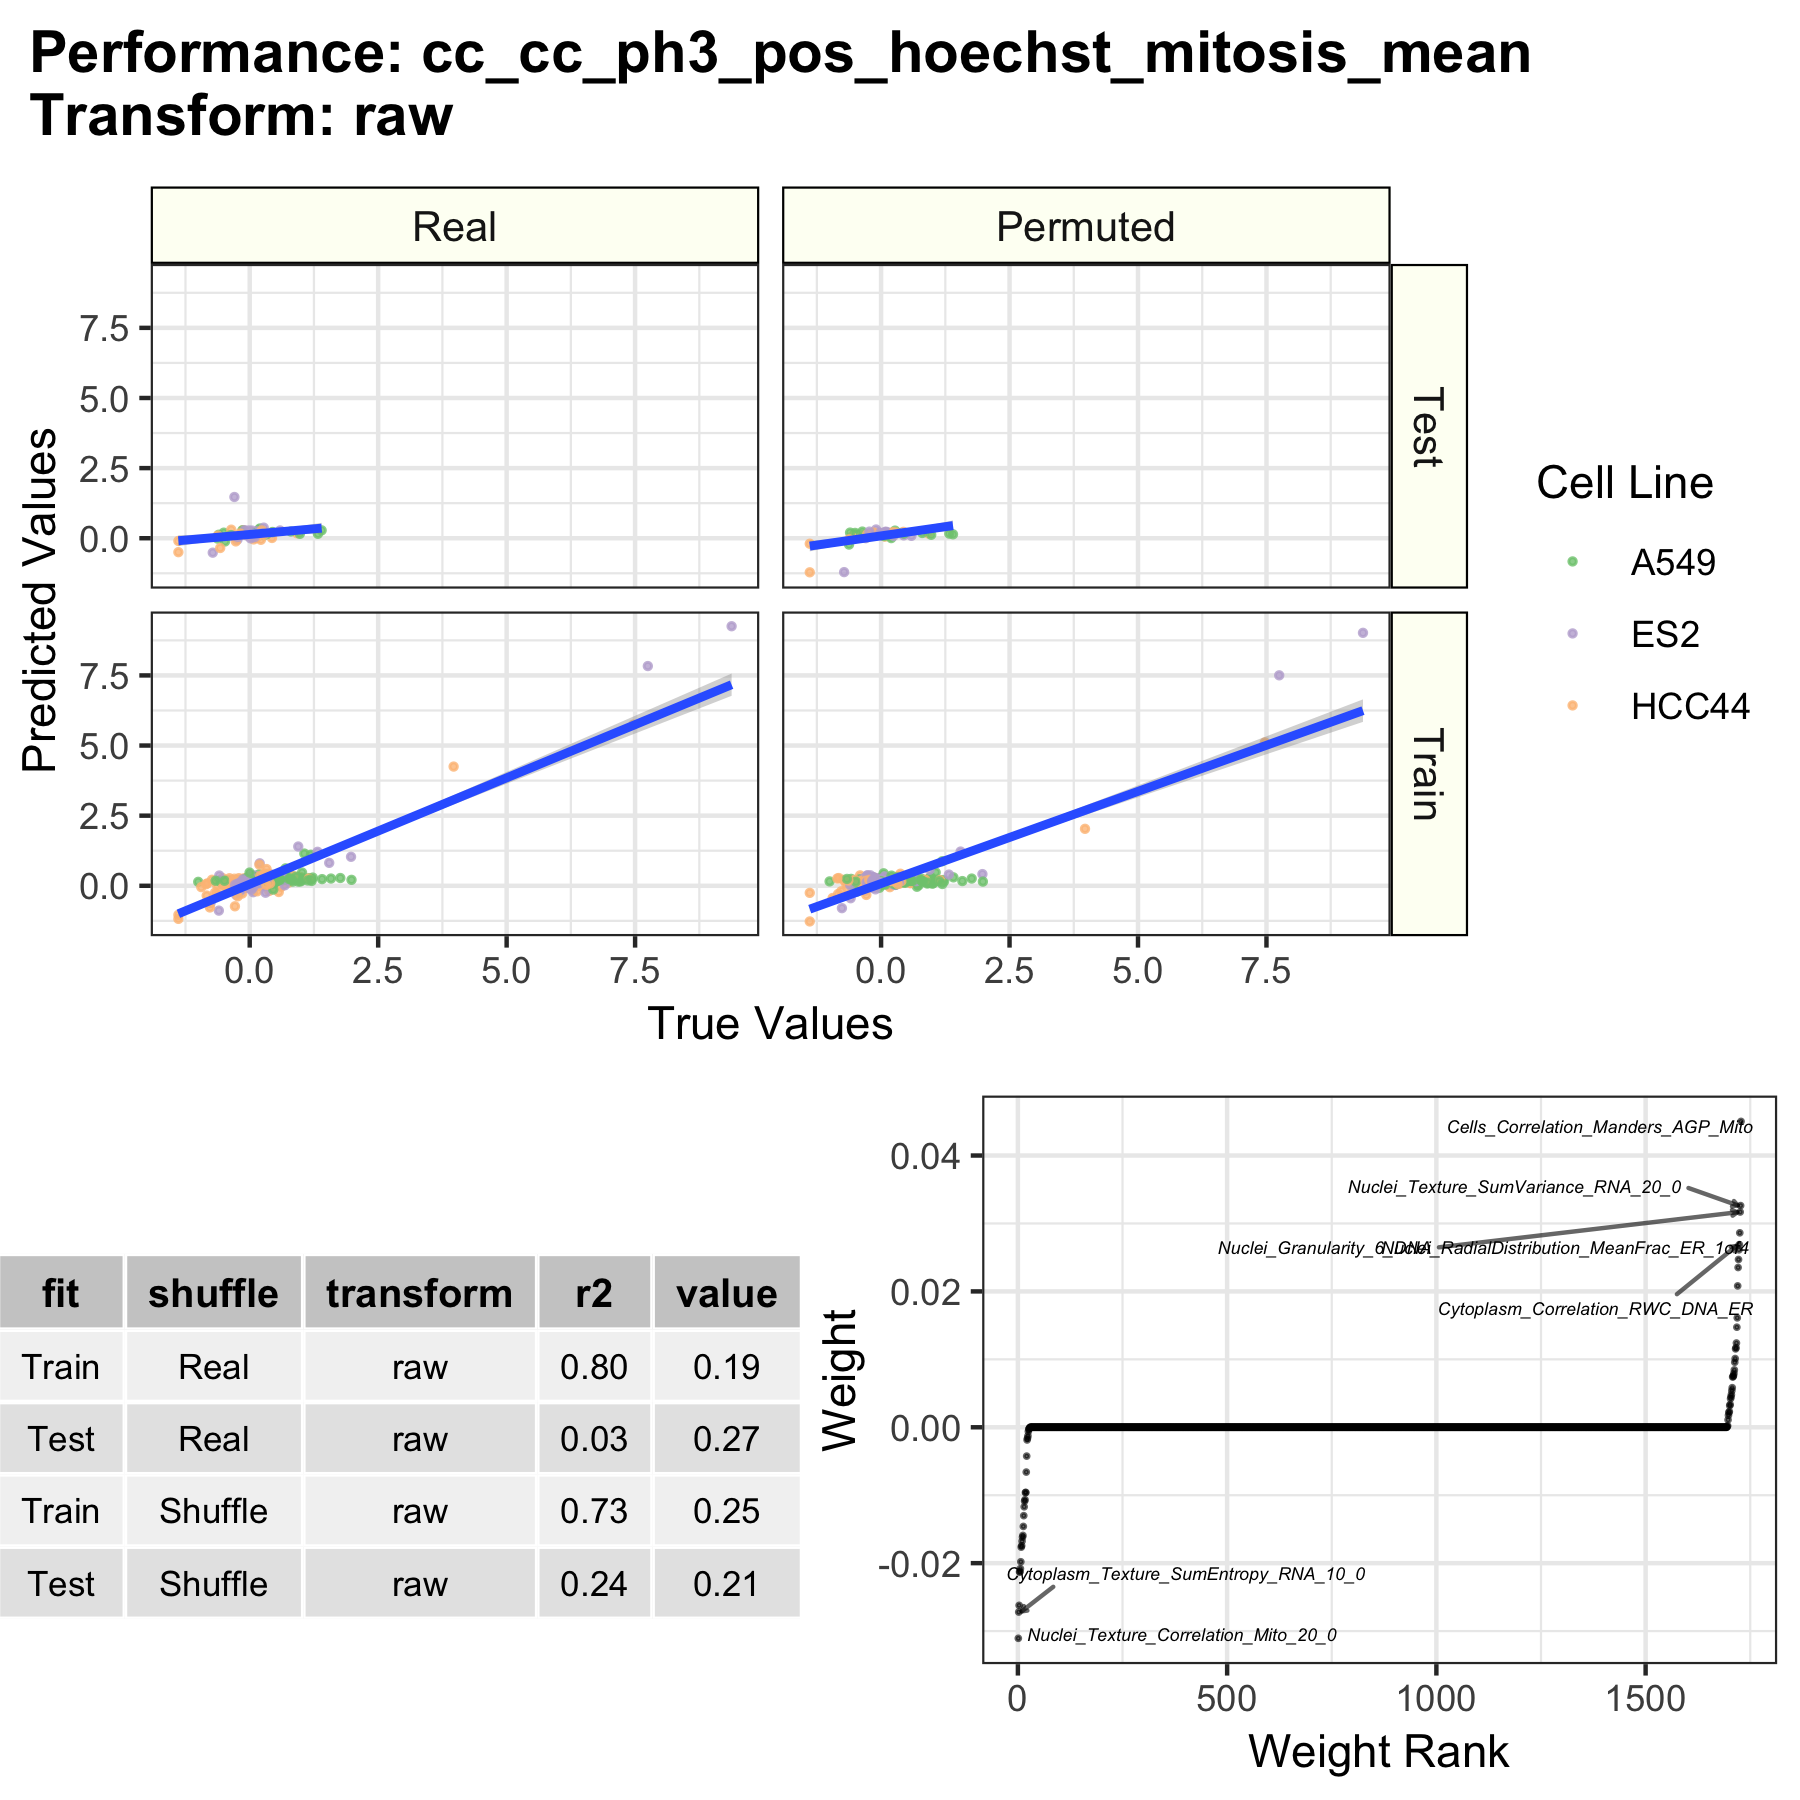 Performance: cc_cc_ph3_pos_hoechst_mitosis_mean
Transform: raw
Real
Permuted
7.5
5.0
2.5
0.0
Test
7.5
5.0
2.5
0.0
Train
0.0 2.5 5.0 7.5
0.0 2.5 5.0 7.5
Predicted Values
True Values
Cell Line
A549
ES2
HCC44
fit shuffle transform r2 value
Train Real raw 0.80 0.19
Test Real raw 0.03 0.27
Train Shuffle raw 0.73 0.25
Test Shuffle raw 0.24 0.21
Weight
0.04
0.02
0.00
-0.02
Cells_Correlation_Manders_AGP_Mito
Nuclei_Texture_SumVariance_RNA_20_0
Nuclei_Granularity_6_DNA
Nuclei_RadialDistribution_MeanFrac_ER_1of4
Cytoplasm_Correlation_RWC_DNA_ER
Cytoplasm_Texture_SumEntropy_RNA_10_0
Nuclei_Texture_Correlation_Mito_20_0
0 500 1000 1500
Weight Rank